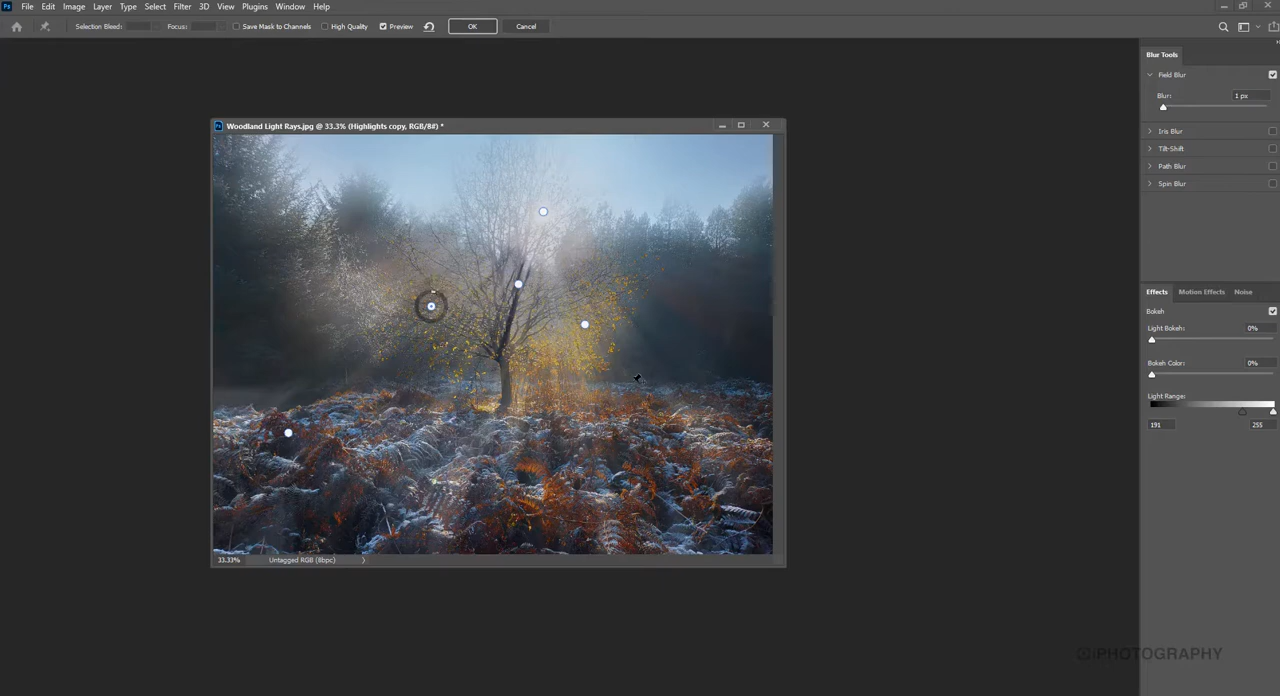 Ps File Edit Image Layer Type Select Filter 3D View Plugins Window Help
Selection Bleed: Focus: Save Mask to Channels High Quality Preview OK Cancel
Blur Tools
Field Blur
Blur: 1 px
Ps Woodland Light Rays.jpg @ 33.3% (Highlights copy, RGB/8#) *
Iris Blur
Tilt-Shift
Path Blur
Spin Blur
Effects Motion Effects Noise
Bokeh
Light Bokeh: 0%
Bokeh Color: 0%
Light Range:
191 255
33.33% Untagged RGB (8bpc)
iPHOTOGRAPHY